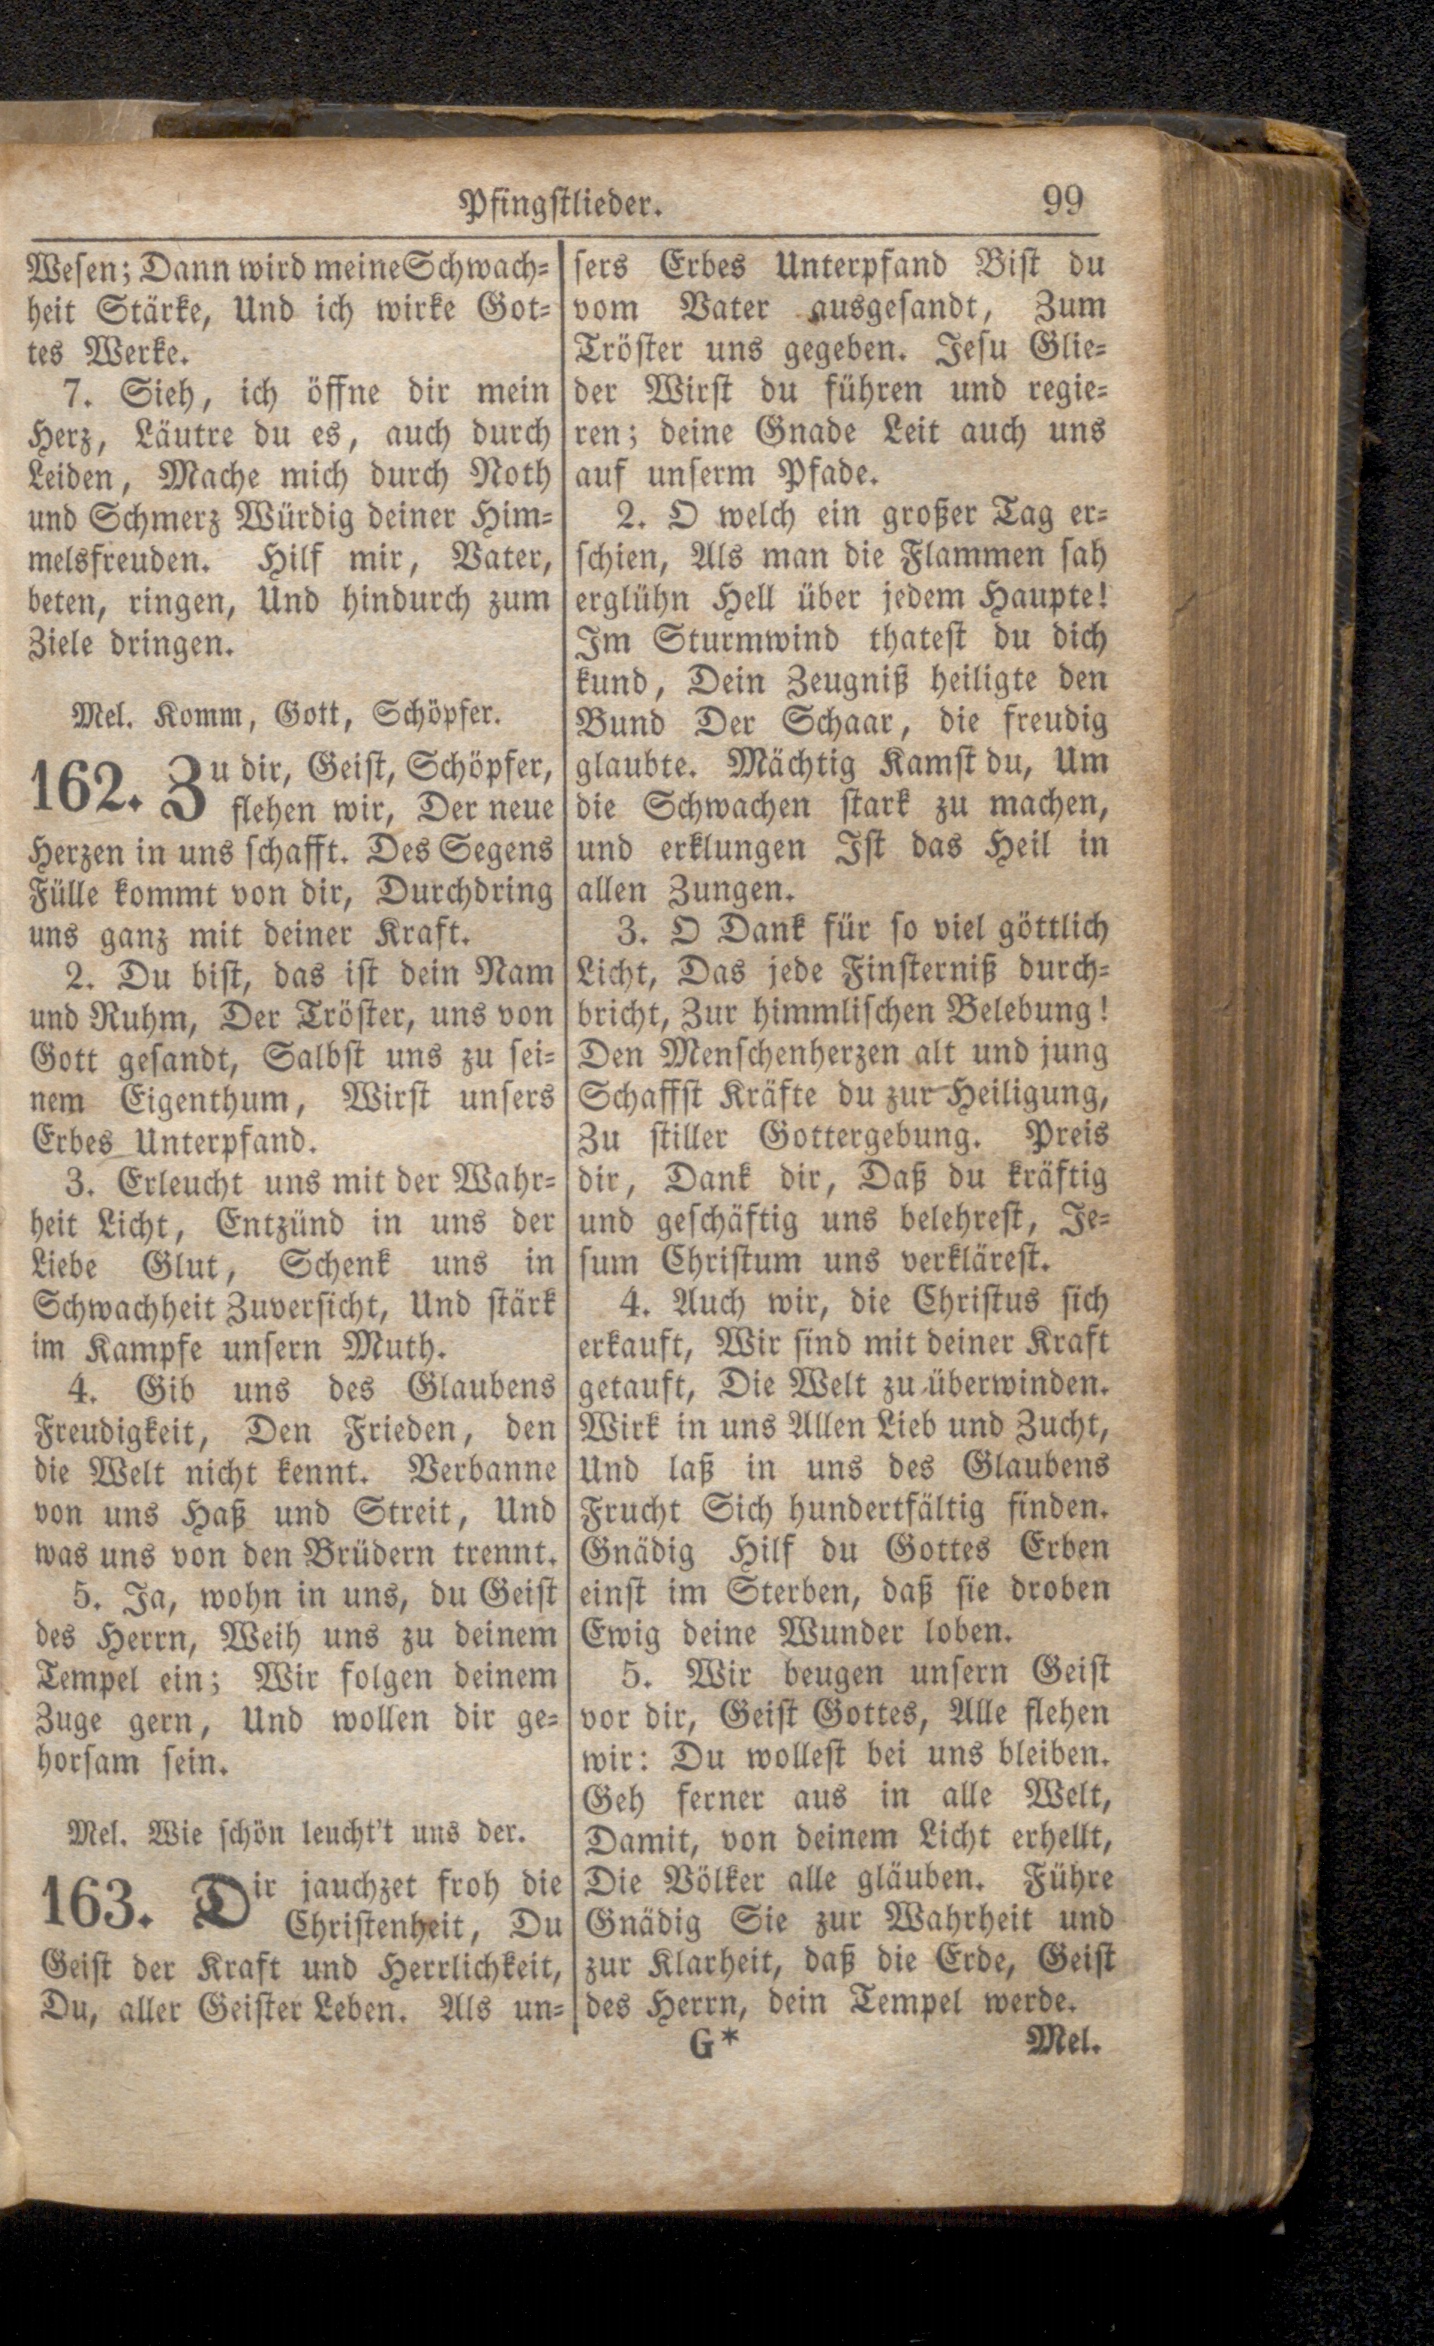 Pfingstlieder. 99
Wesen; Dann wird meine Schwach-
heit Stärke, Und ich wirke Got-
tes Werke.
7. Sieh, ich öffne dir mein
Herz, Läutre du es, auch durch
Leiden, Mache mich durch Noth
und Schmerz Würdig deiner Him-
melsfreuden. Hilf mir, Vater,
beten, ringen, Und hindurch zum
Ziele dringen.
Mel. Komm, Gott, Schöpfer.
162. Zu dir, Geist, Schöpfer,
flehen wir, Der neue
Herzen in uns schafft. Des Segens
Fülle kommt von dir, Durchdring
uns ganz mit deiner Kraft.
2. Du bist, das ist dein Nam
und Ruhm, Der Tröster, uns von
Gott gesandt, Salbst uns zu sei-
nem Eigenthum, Wirst unsers
Erbes Unterpfand.
3. Erleucht uns mit der Wahr-
heit Licht, Entzünd in uns der
Liebe Glut, Schenk uns in
Schwachheit Zuversicht, Und stärk
im Kampfe unsern Muth.
4. Gib uns des Glaubens
Freudigkeit, Den Frieden, den
die Welt nicht kennt. Verbanne
von uns Haß und Streit, Und
was uns von den Brüdern trennt.
5. Ja, wohn in uns, du Geist
des Herrn, Weih uns zu deinem
Tempel ein; Wir folgen deinem
Zuge gern, Und wollen dir ge-
horsam sein.
Mel. Wie schön leucht't uns der.
163. Dir jauchzet froh die
Christenheit, Du
Geist der Kraft und Herrlichkeit,
Du, aller Geister Leben. Als un-
sers Erbes Unterpfand Bist du
vom Vater ausgesandt, Zum
Tröster uns gegeben. Jesu Glie-
der Wirst du führen und regie-
ren; deine Gnade Leit auch uns
auf unserm Pfade.
2. O welch ein großer Tag er-
schien, Als man die Flammen sah
erglühn Hell über jedem Haupte!
Im Sturmwind thatest du dich
kund, Dein Zeugniß heiligte den
Bund Der Schaar, die freudig
glaubte. Mächtig Kamst du, Um
die Schwachen stark zu machen,
und erklungen Ist das Heil in
allen Zungen.
3. O Dank für so viel göttlich
Licht, Das jede Finsterniß durch-
bricht, Zur himmlischen Belebung!
Den Menschenherzen alt und jung
Schaffst Kräfte du zur Heiligung,
Zu stiller Gottergebung. Preis
dir, Dank dir, Daß du kräftig
und geschäftig uns belehrest, Je-
sum Christum uns verklärest.
4. Auch wir, die Christus sich
erkauft, Wir sind mit deiner Kraft
getauft, Die Welt zu überwinden.
Wirk in uns Allen Lieb und Zucht,
Und laß in uns des Glaubens
Frucht Sich hundertfältig finden.
Gnädig Hilf du Gottes Erben
einst im Sterben, daß sie droben
Ewig deine Wunder loben.
5. Wir beugen unsern Geist
vor dir, Geist Gottes, Alle flehen
wir: Du wollest bei uns bleiben.
Geh ferner aus in alle Welt,
Damit, von deinem Licht erhellt,
Die Völker alle gläuben. Führe
Gnädig Sie zur Wahrheit und
zur Klarheit, daß die Erde, Geist
des Herrn, dein Tempel werde.
G* Mel.